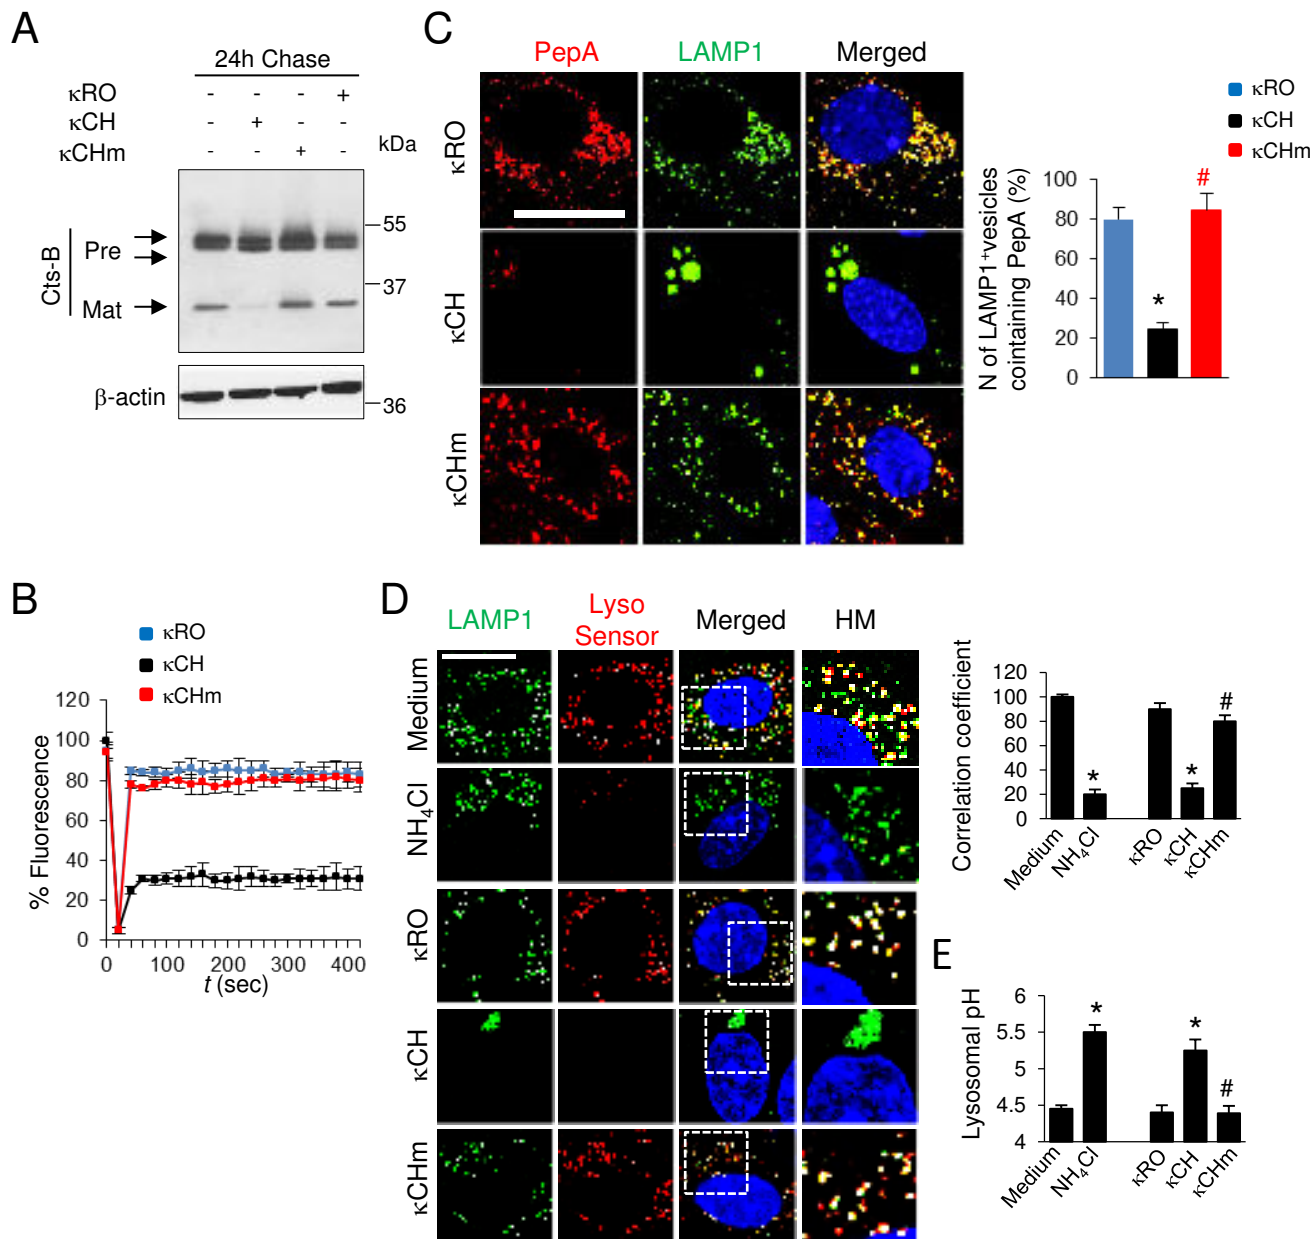 A
24h Chase
κRO - - - +
κCH - + - -
κCHm - - + -
kDa
Cts-B
Pre
Mat
55
37
β-actin
36
B
κRO
κCH
κCHm
% Fluorescence
120
100
80
60
40
20
0
0 100 200 300 400
t (sec)
C
PepA LAMP1 Merged
κRO
κCH
κCHm
κRO
κCH
κCHm
N of LAMP1+vesicles
cointaining PepA (%)
100
80
60
40
20
0
*
#
D
LAMP1 Lyso Sensor Merged HM
Medium
NH4Cl
κRO
κCH
κCHm
Correlation coefficient
120
100
80
60
40
20
0
* * #
Medium NH4Cl κRO κCH κCHm
E
Lysosomal pH
6
5.5
5
4.5
4
* * #
Medium NH4Cl κRO κCH κCHm